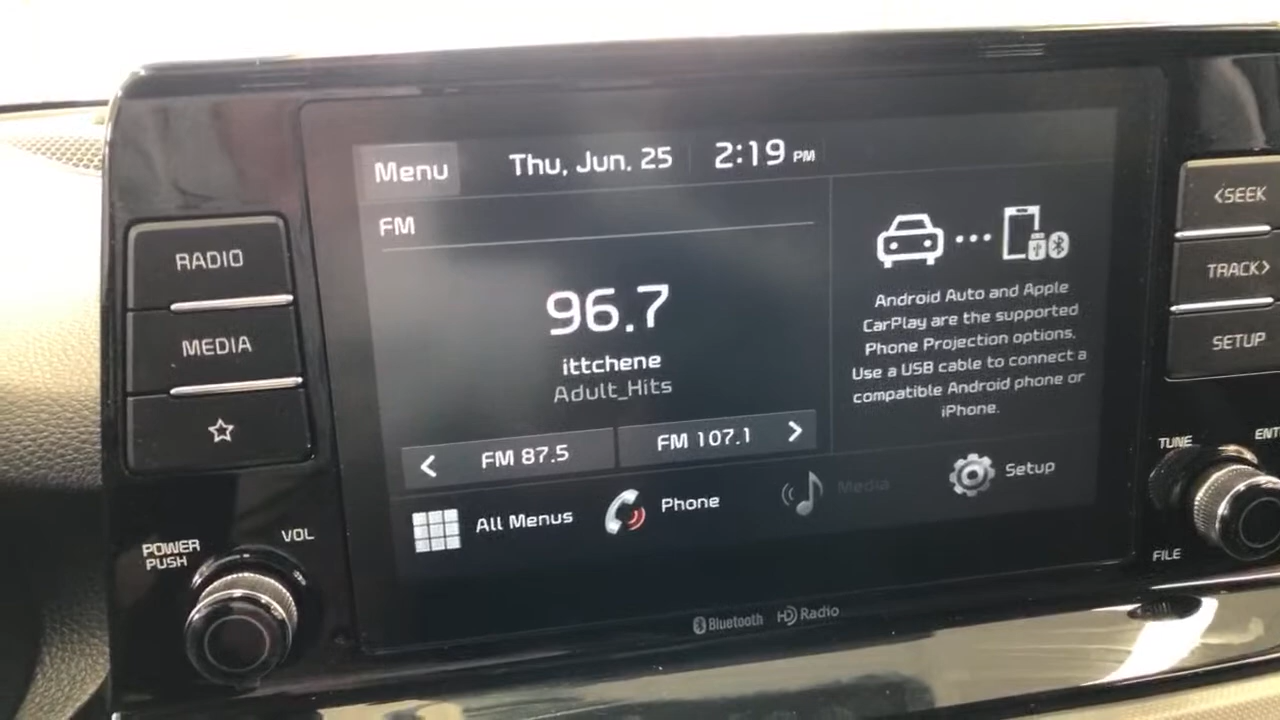 Menu
Thu, Jun, 25
2:19 PM
FM
96.7
ittchene
Adult_Hits
< FM 87.5
FM 107.1 >
Android Auto and Apple
CarPlay are the supported
Phone Projection options.
Use a USB cable to connect a
compatible Android phone or
iPhone.
All Menus
Phone
Media
Setup
Bluetooth
HD Radio
RADIO
MEDIA
POWER
PUSH
VOL
<SEEK
TRACK>
SETUP
TUNE
FILE